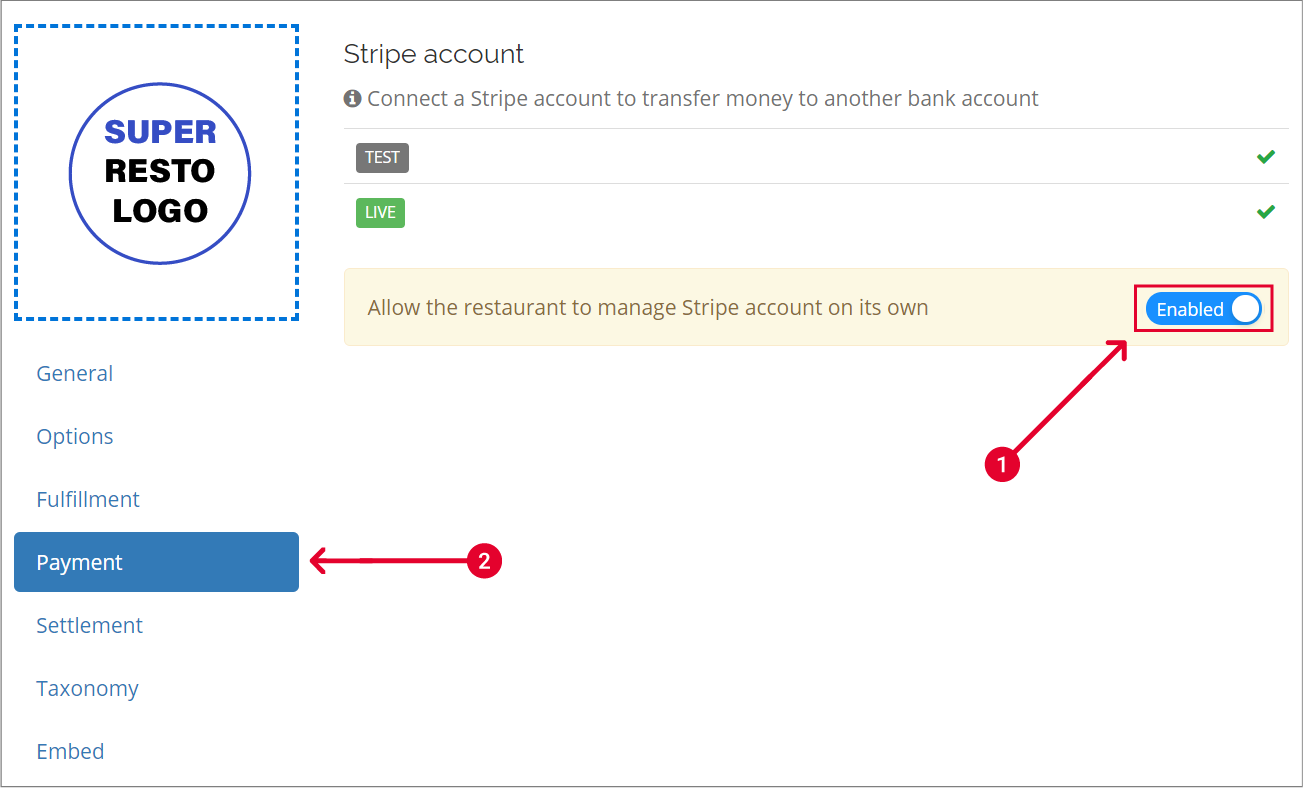 SUPER
RESTO
LOGO
General
Options
Fulfillment
Payment
Settlement
Taxonomy
Embed
Stripe account
Connect a Stripe account to transfer money to another bank account
TEST
LIVE
Allow the restaurant to manage Stripe account on its own
Enabled
1
2